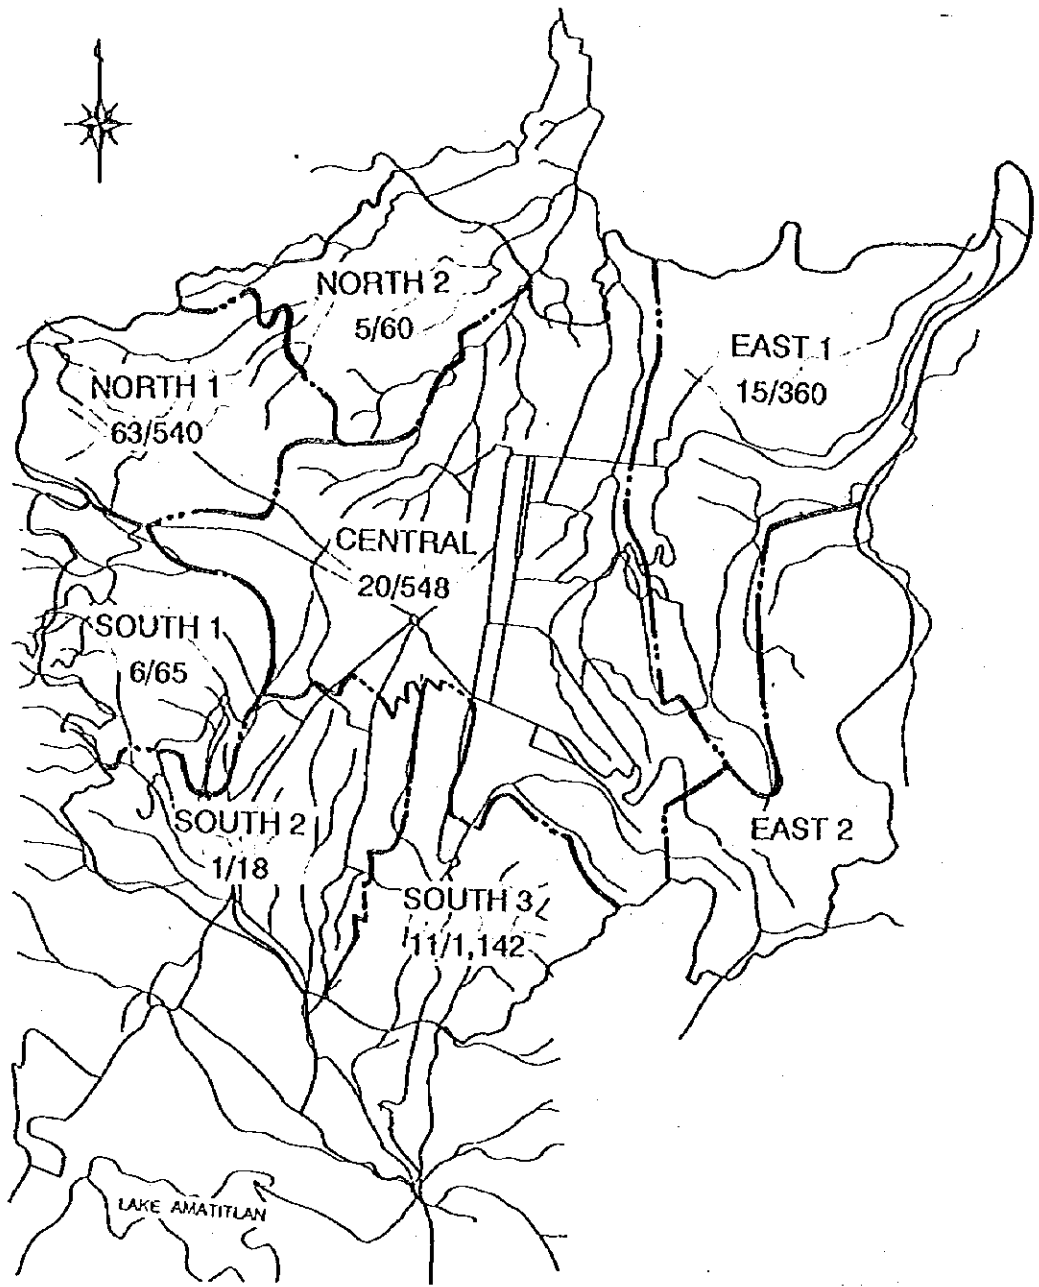 NORTH 2
5/60
EAST 1
15/360
NORTH 1
63/540
CENTRAL
20/548
SOUTH 1
6/65
SOUTH 2
1/18
EAST 2
SOUTH 3
11/1,142
LAKE AMATITLAN